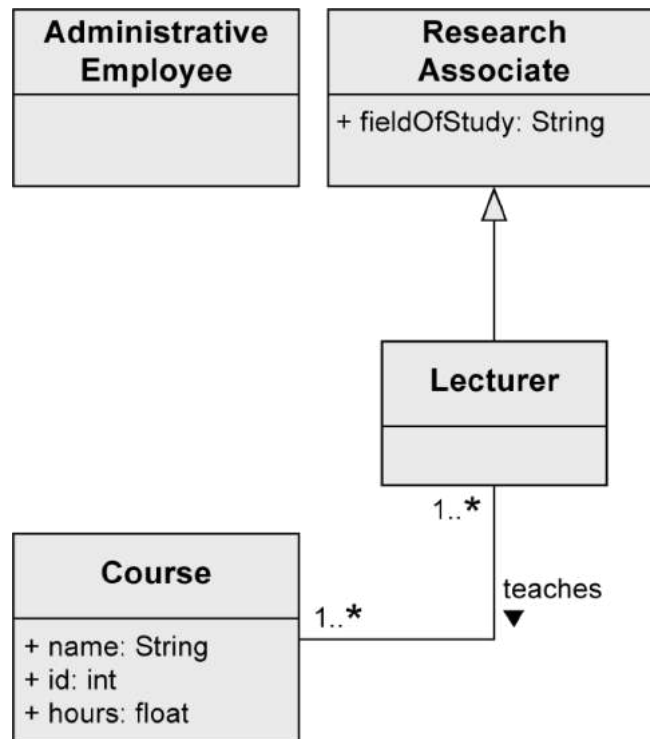 Administrative
Employee
Research
Associate
+ fieldOfStudy: String
Lecturer
1..*
teaches
1..*
Course
+ name: String
+ id: int
+ hours: float